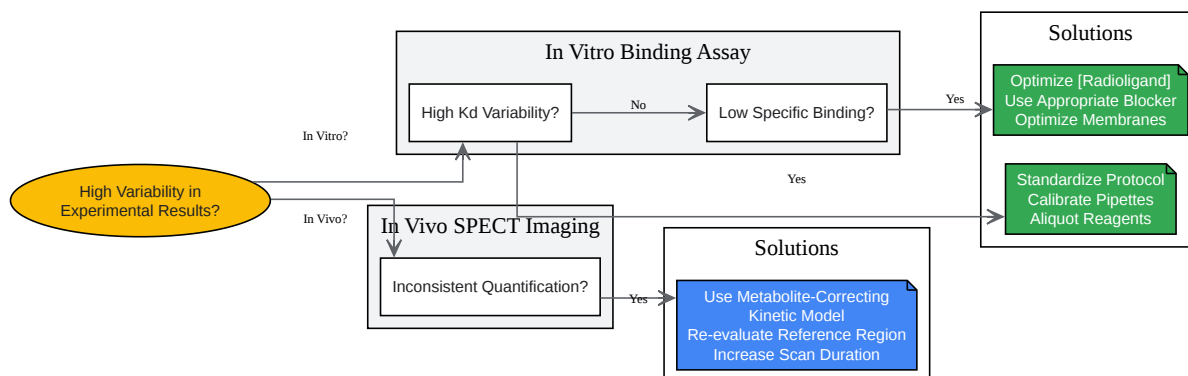 Solutions
In Vitro Binding Assay
Optimize [Radioligand]
Use Appropriate Blocker
Optimize Membranes
High Kd Variability?
No
Low Specific Binding?
Yes
In Vitro?
High Variability in
Experimental Results?
Yes
Standardize Protocol
Calibrate Pipettes
Aliquot Reagents
In Vivo?
In Vivo SPECT Imaging
Inconsistent Quantification?
Yes
Solutions
Use Metabolite-Correcting
Kinetic Model
Re-evaluate Reference Region
Increase Scan Duration